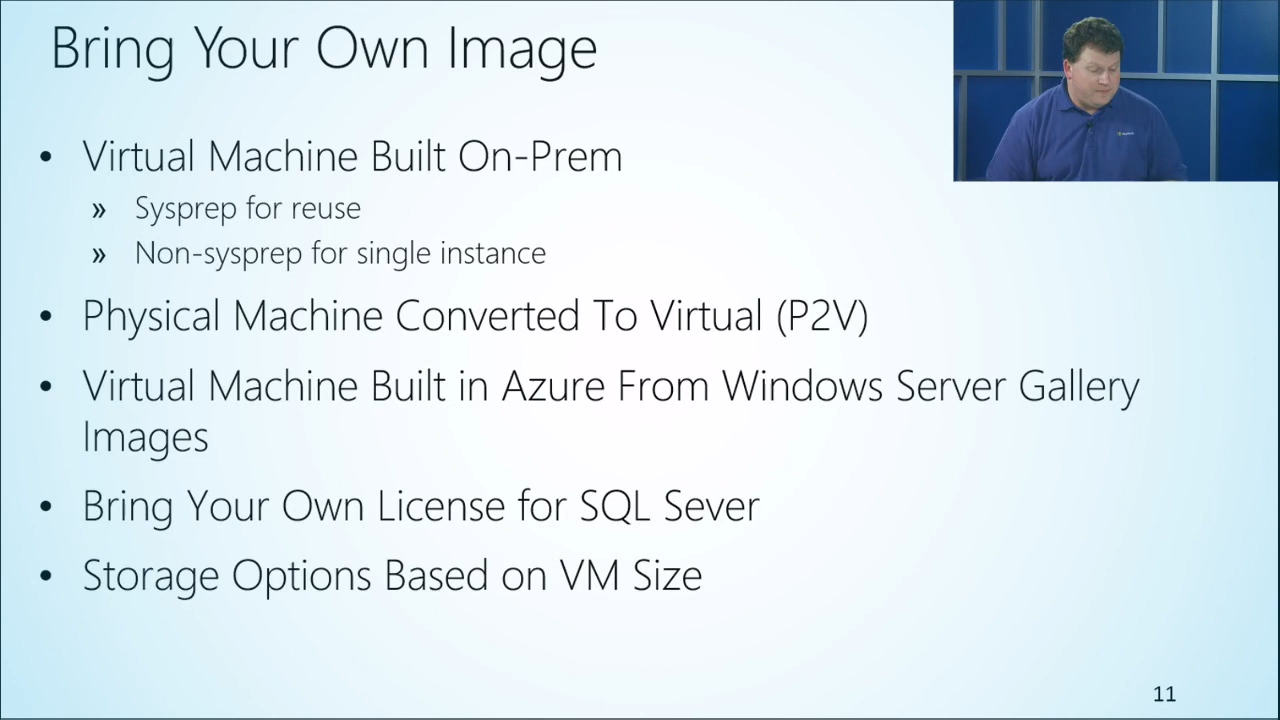 Bring Your Own Image
• Virtual Machine Built On-Prem
» Sysprep for reuse
» Non-sysprep for single instance
• Physical Machine Converted To Virtual (P2V)
• Virtual Machine Built in Azure From Windows Server Gallery
Images
• Bring Your Own License for SQL Sever
• Storage Options Based on VM Size
11